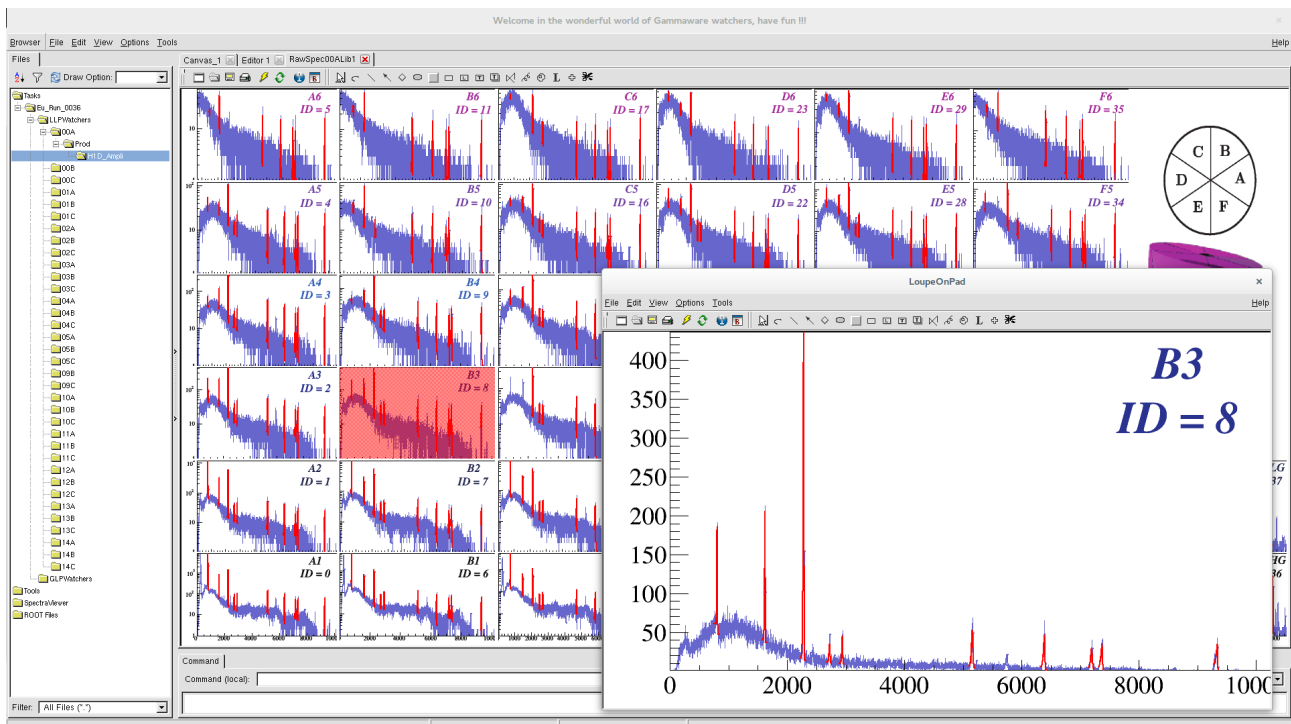 Welcome in the wonderful world of Gammaware watchers, have fun !!!
Browser File Edit View Options Tools Help
Files
Canvas_1 Editor 1 RawSpec00ALib1
Draw Option:
Tasks
Eu_Run_0036
LLPWatchers
00A
Prod
H1D_Ampli
00B
00C
01A
01B
01C
02A
02B
02C
03A
03B
03C
04A
04B
04C
05A
05B
05C
09B
09C
10A
10B
10C
11A
11B
11C
12A
12B
12C
13A
13B
13C
14A
14B
14C
GLPWatchers
Tools
SpectraViewer
ROOT Files
Filter: All Files (*.*)
A6 B6 C6 D6 E6 F6
ID = 5 ID = 11 ID = 17 ID = 23 ID = 29 ID = 35
A5 B5 C5 D5 E5 F5
ID = 4 ID = 10 ID = 16 ID = 22 ID = 28 ID = 34
A4 B4
ID = 3 ID = 9
A3 B3
ID = 2 ID = 8
A2 B2
ID = 1 ID = 7
A1 B1
ID = 0 ID = 6
C B
D A
E F
LG
37
HG
36
LoupeOnPad
File Edit View Options Tools Help
B3
ID = 8
400
350
300
250
200
150
100
50
0 2000 4000 6000 8000 1000
Command
Command (local):